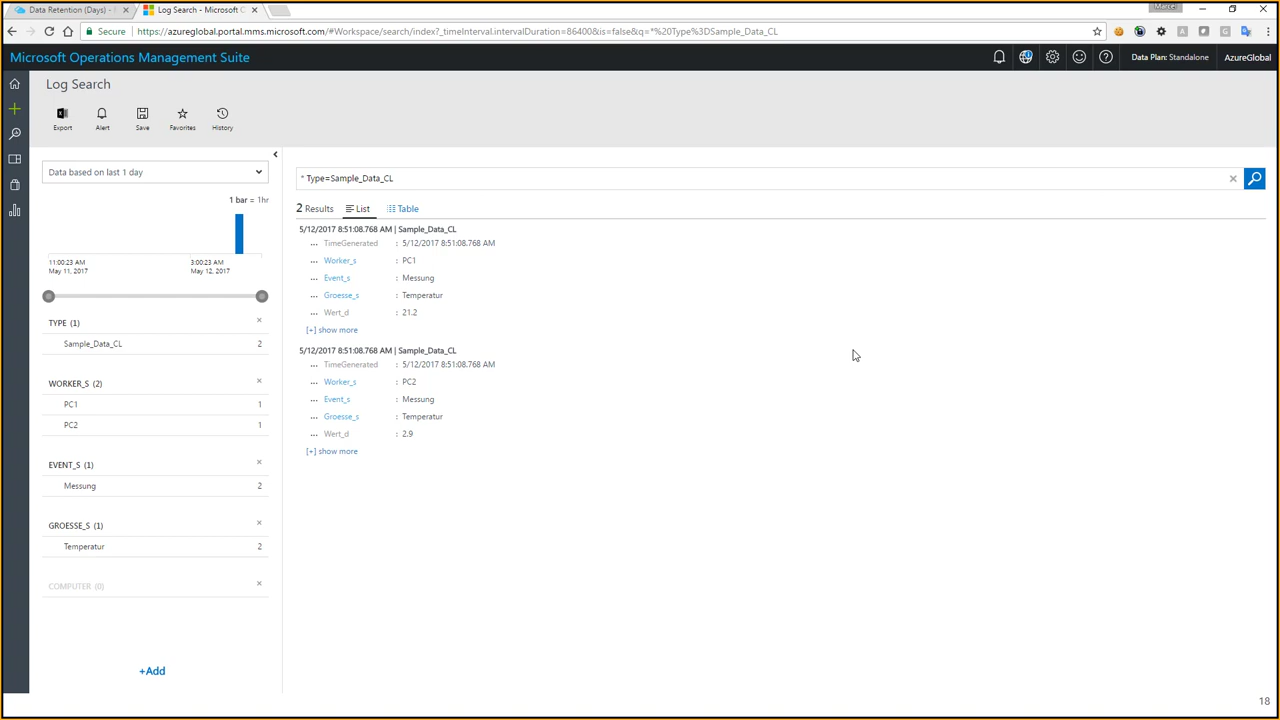 Data Retention (Days) -
Log Search - Microsoft
Marcel
Secure
https://azureglobal.portal.mms.microsoft.com/#Workspace/search/index?_timeInterval.intervalDuration=86400&is=false&q=*%20Type%3DSample_Data_CL
Microsoft Operations Management Suite
Data Plan: Standalone
AzureGlobal
Log Search
Export
Alert
Save
Favorites
History
Data based on last 1 day
1 bar = 1hr
11:00:23 AM
May 11, 2017
3:00:23 AM
May 12, 2017
TYPE (1)
Sample_Data_CL 2
WORKER_S (2)
PC1 1
PC2 1
EVENT_S (1)
Messung 2
GROESSE_S (1)
Temperatur 2
COMPUTER (0)
+Add
* Type=Sample_Data_CL
2 Results
List
Table
5/12/2017 8:51:08.768 AM | Sample_Data_CL
... TimeGenerated : 5/12/2017 8:51:08.768 AM
... Worker_s : PC1
... Event_s : Messung
... Groesse_s : Temperatur
... Wert_d : 21.2
[+] show more
5/12/2017 8:51:08.768 AM | Sample_Data_CL
... TimeGenerated : 5/12/2017 8:51:08.768 AM
... Worker_s : PC2
... Event_s : Messung
... Groesse_s : Temperatur
... Wert_d : 2.9
[+] show more
18